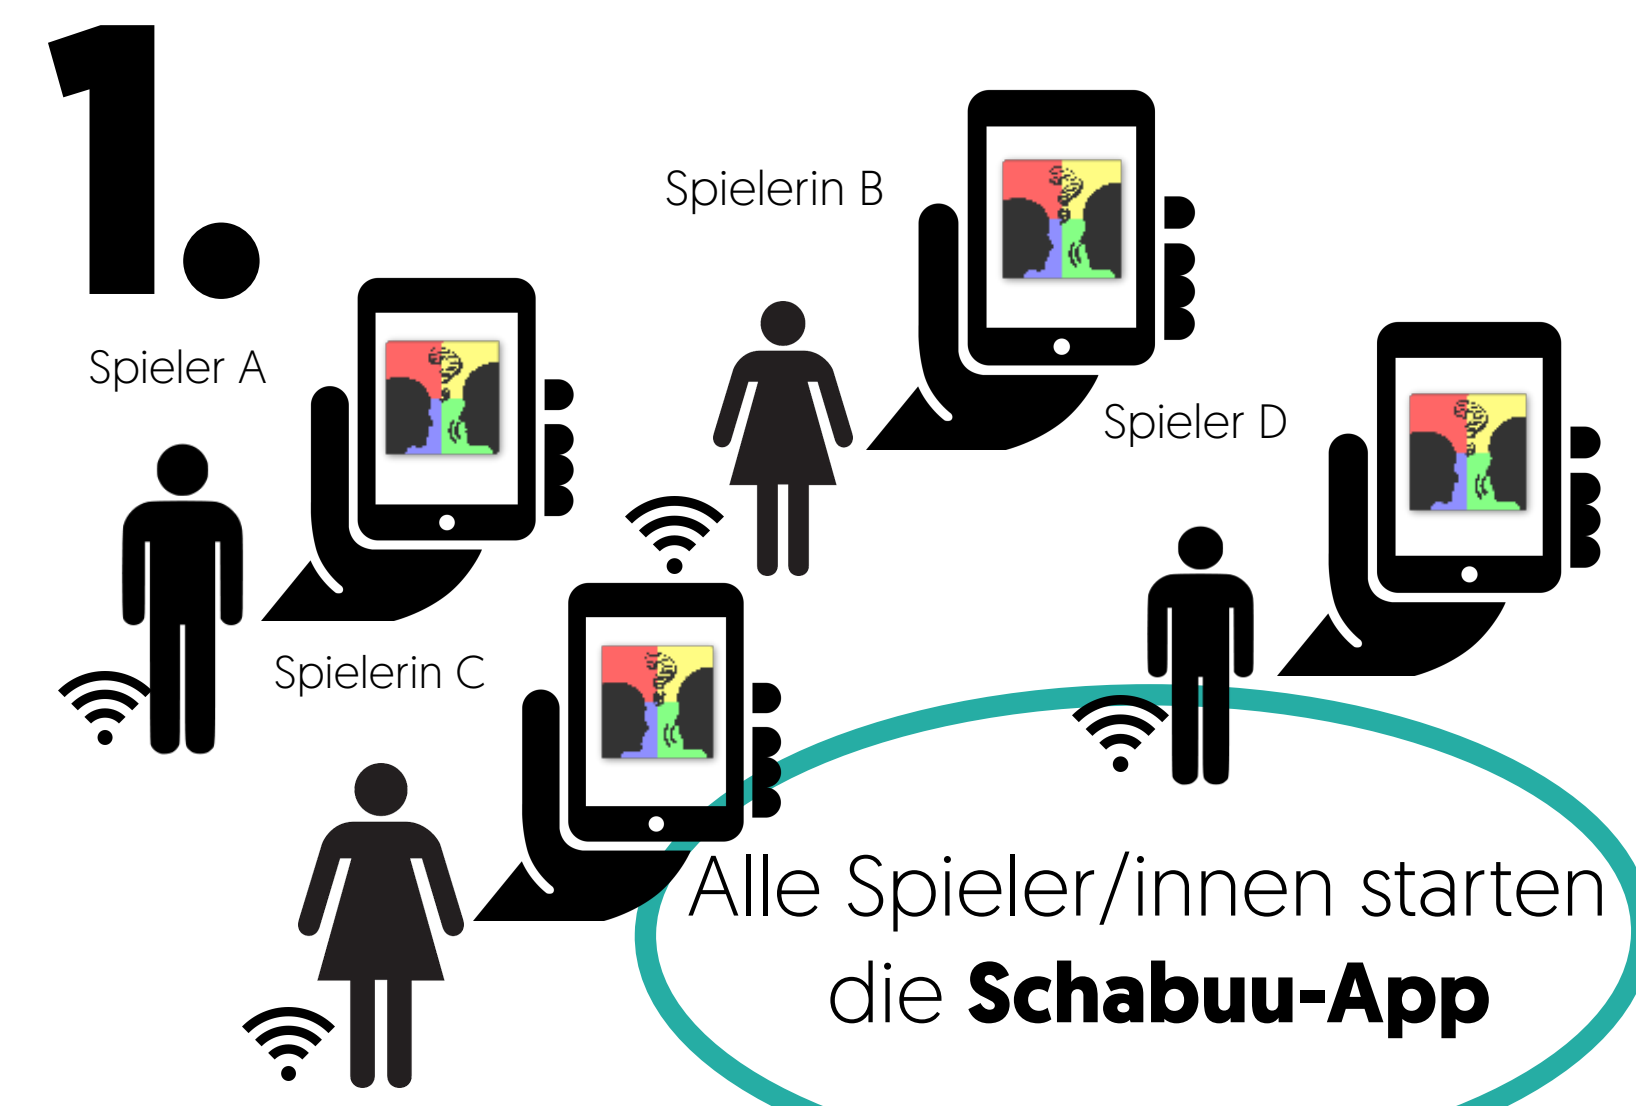 1.
Spielerin B
Spieler A
Spieler D
Spielerin C
Alle Spieler/innen starten
die Schabuu-App